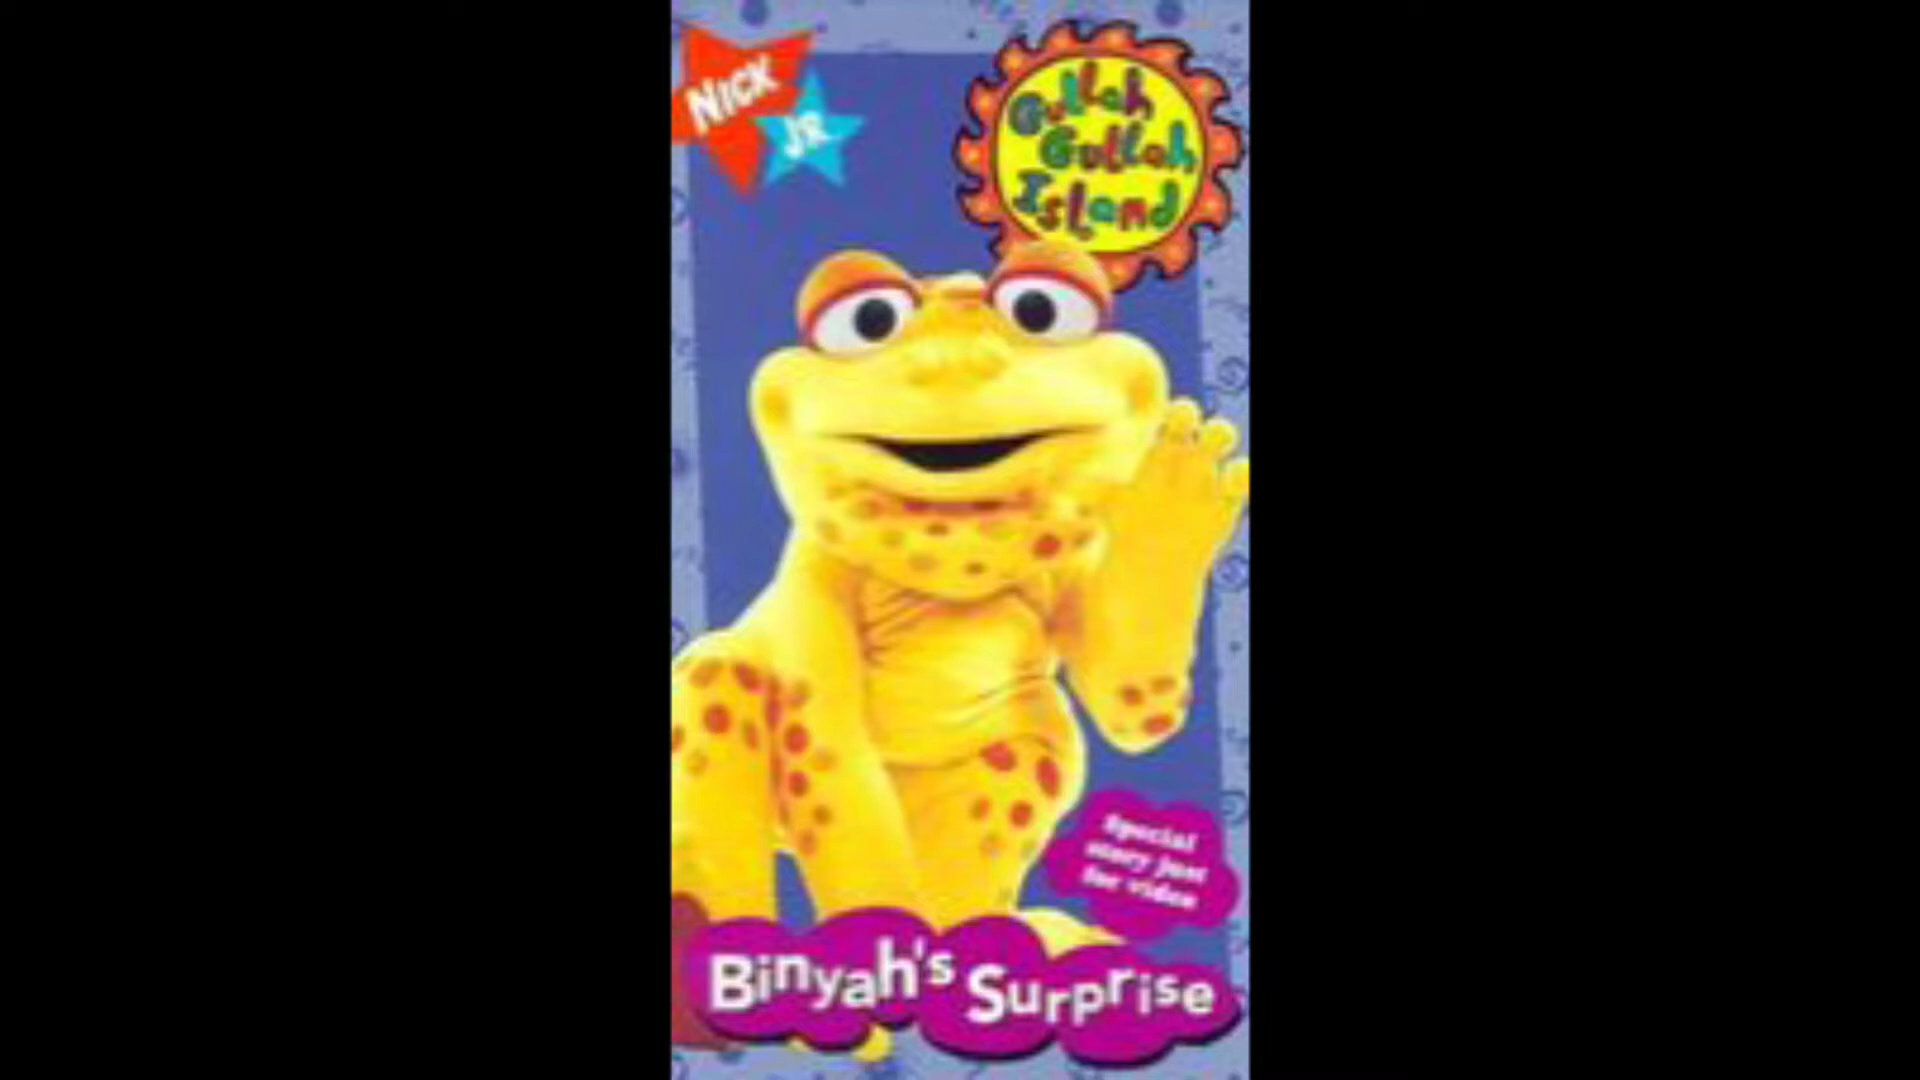 Nick
Jr
Gullah
Gullah
Island
Special
story just
for video
Binyah's Surprise